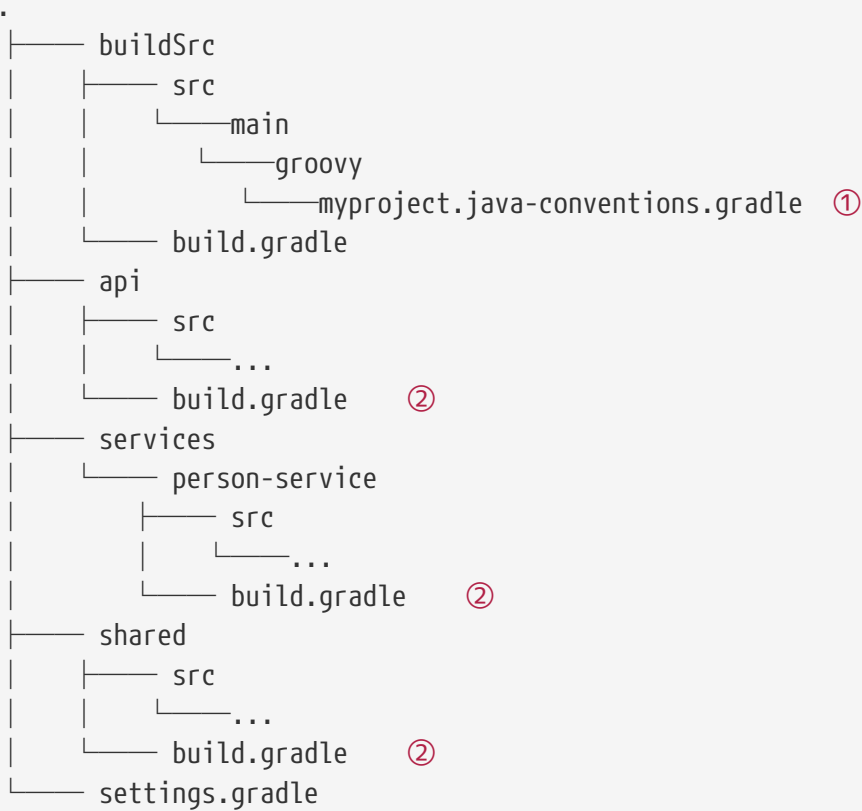 .
├── buildSrc
│   ├── src
│   │   └──main
│   │      └──groovy
│   │         └──myproject.java-conventions.gradle ①
│   └── build.gradle
├── api
│   ├── src
│   │   └──...
│   └── build.gradle ②
├── services
│   └── person-service
│       ├── src
│       │   └──...
│       └── build.gradle ②
├── shared
│   ├── src
│   │   └──...
│   └── build.gradle ②
└── settings.gradle